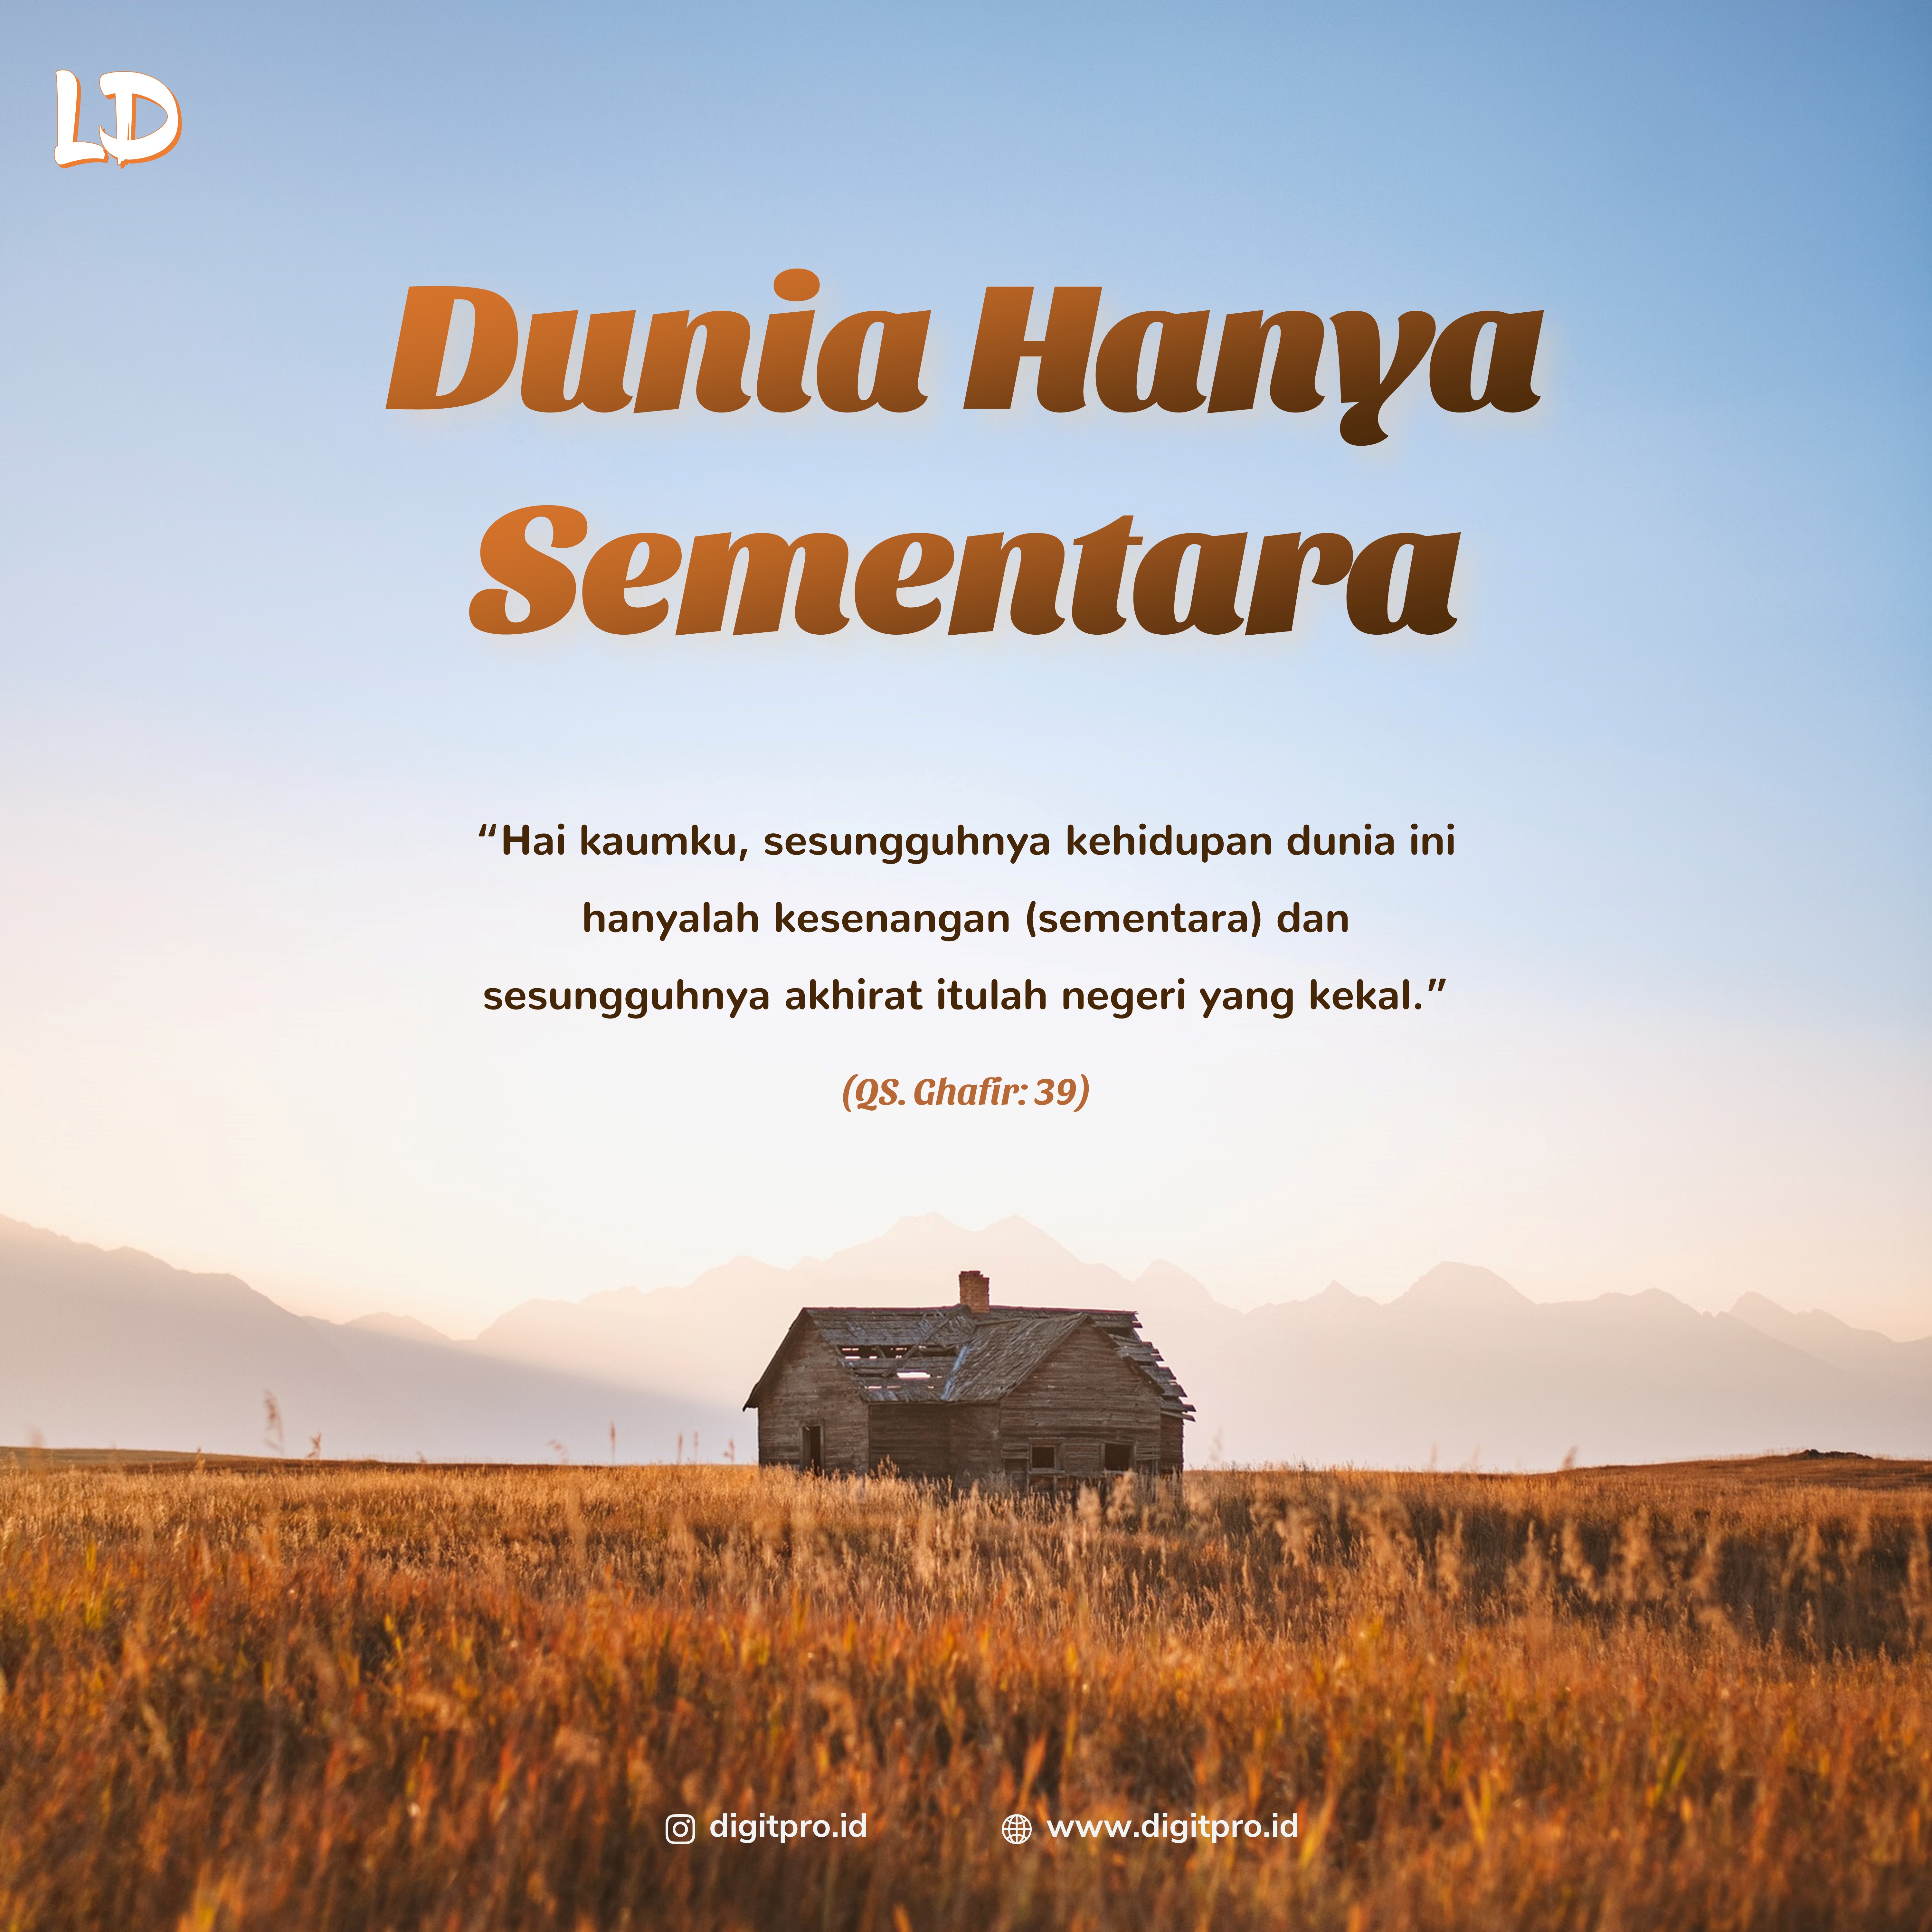 LD
Dunia Hanya
Sementara
“Hai kaumku, sesungguhnya kehidupan dunia ini
hanyalah kesenangan (sementara) dan
sesungguhnya akhirat itulah negeri yang kekal.”
(QS. Ghafir: 39)
digitpro.id
www.digitpro.id